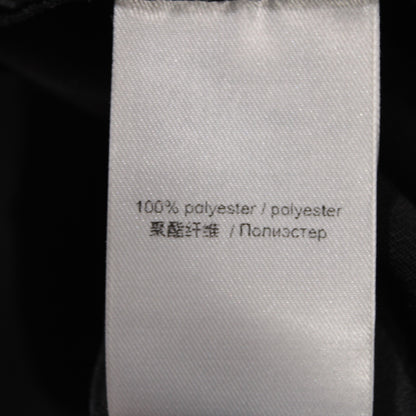 100% polyester / polyester
聚酯纤维 / Полиэстер